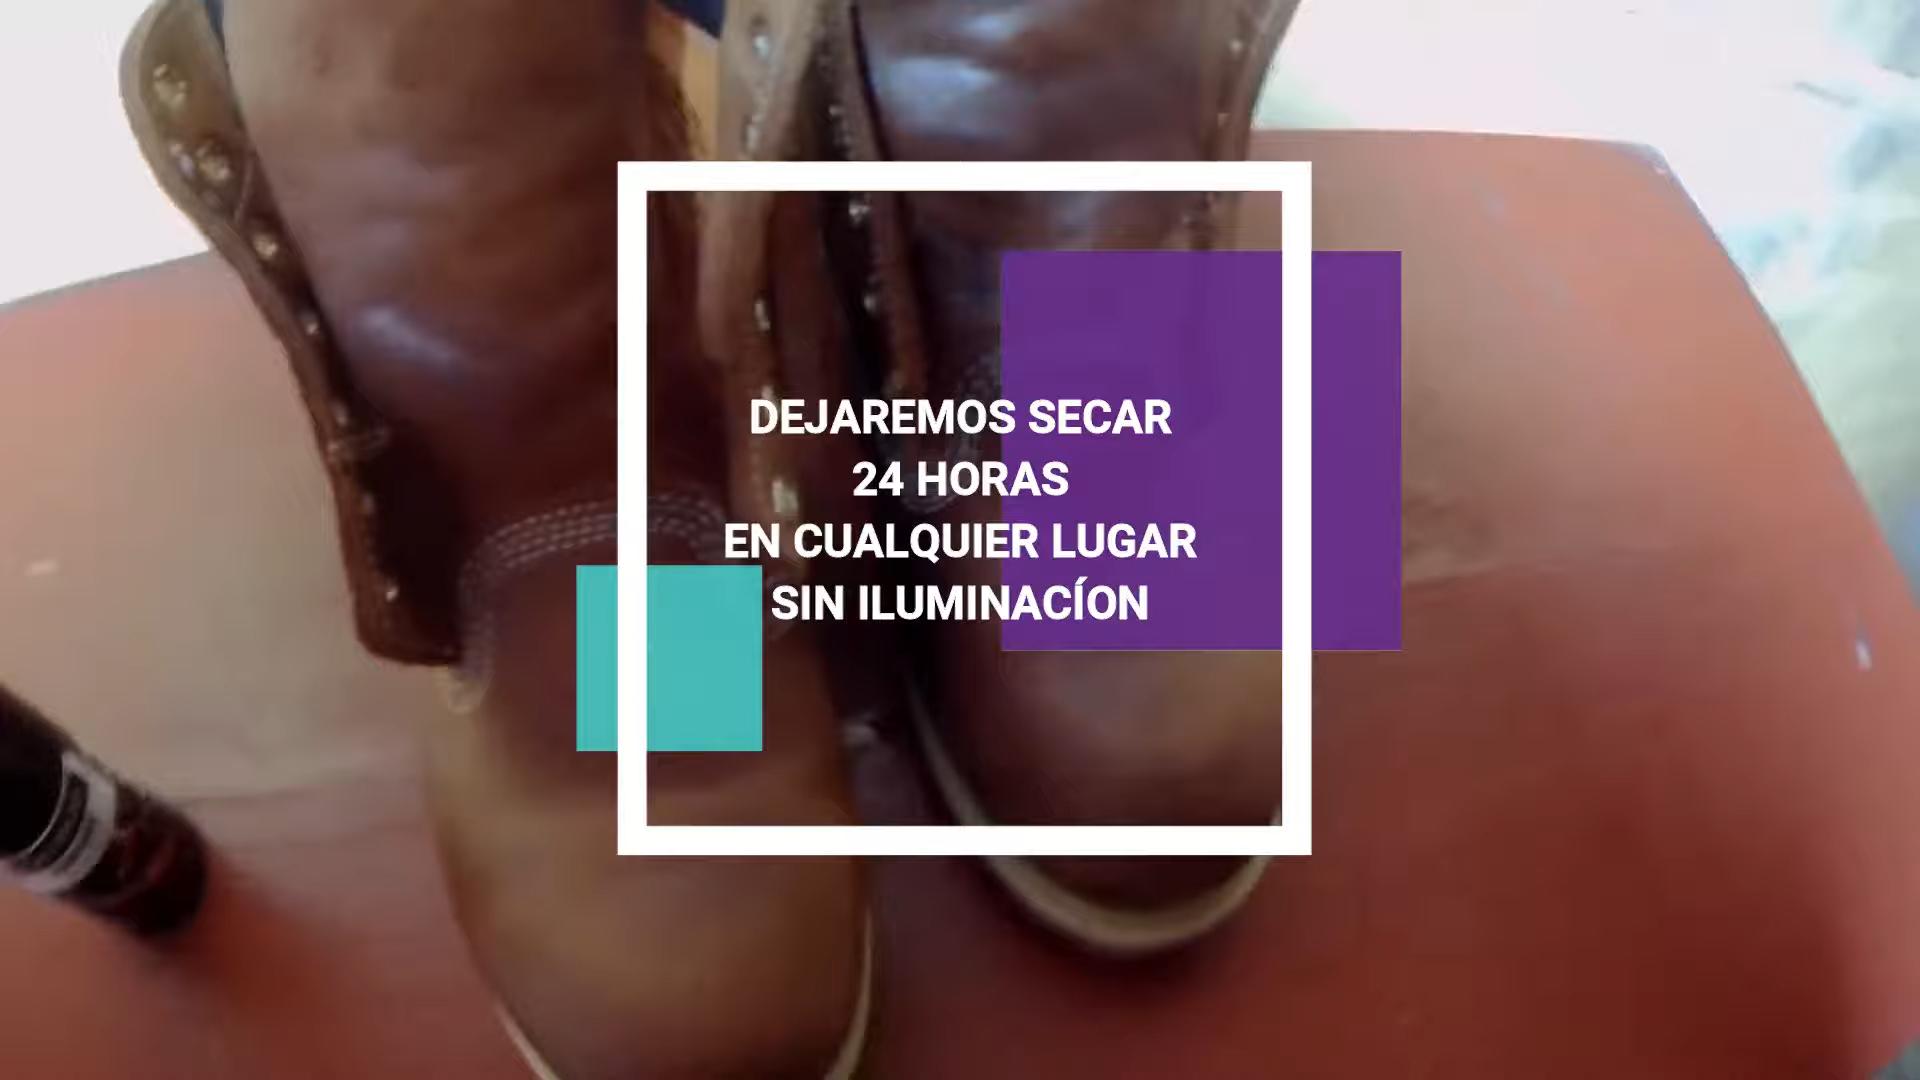 DEJAREMOS SECAR
24 HORAS
EN CUALQUIER LUGAR
SIN ILUMINACÍON